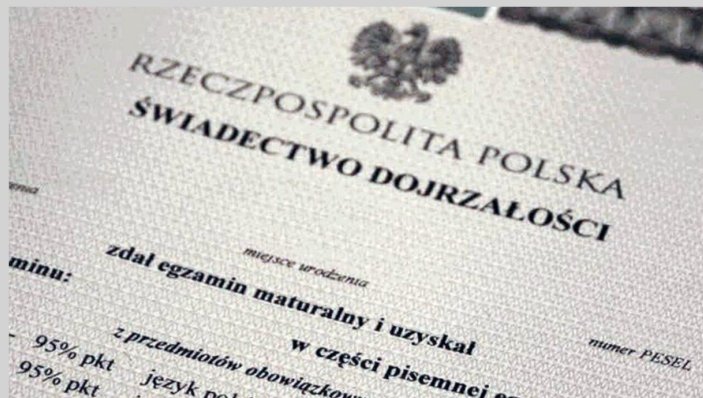 RZECZPOSPOLITA POLSKA
ŚWIADECTWO DOJRZAŁOŚCI
miejsce urodzenia
zdał egzamin maturalny i uzyskał
minu:
numer PESEL
w części pisemnej
z przedmiotów
95% pkt język
95% pkt